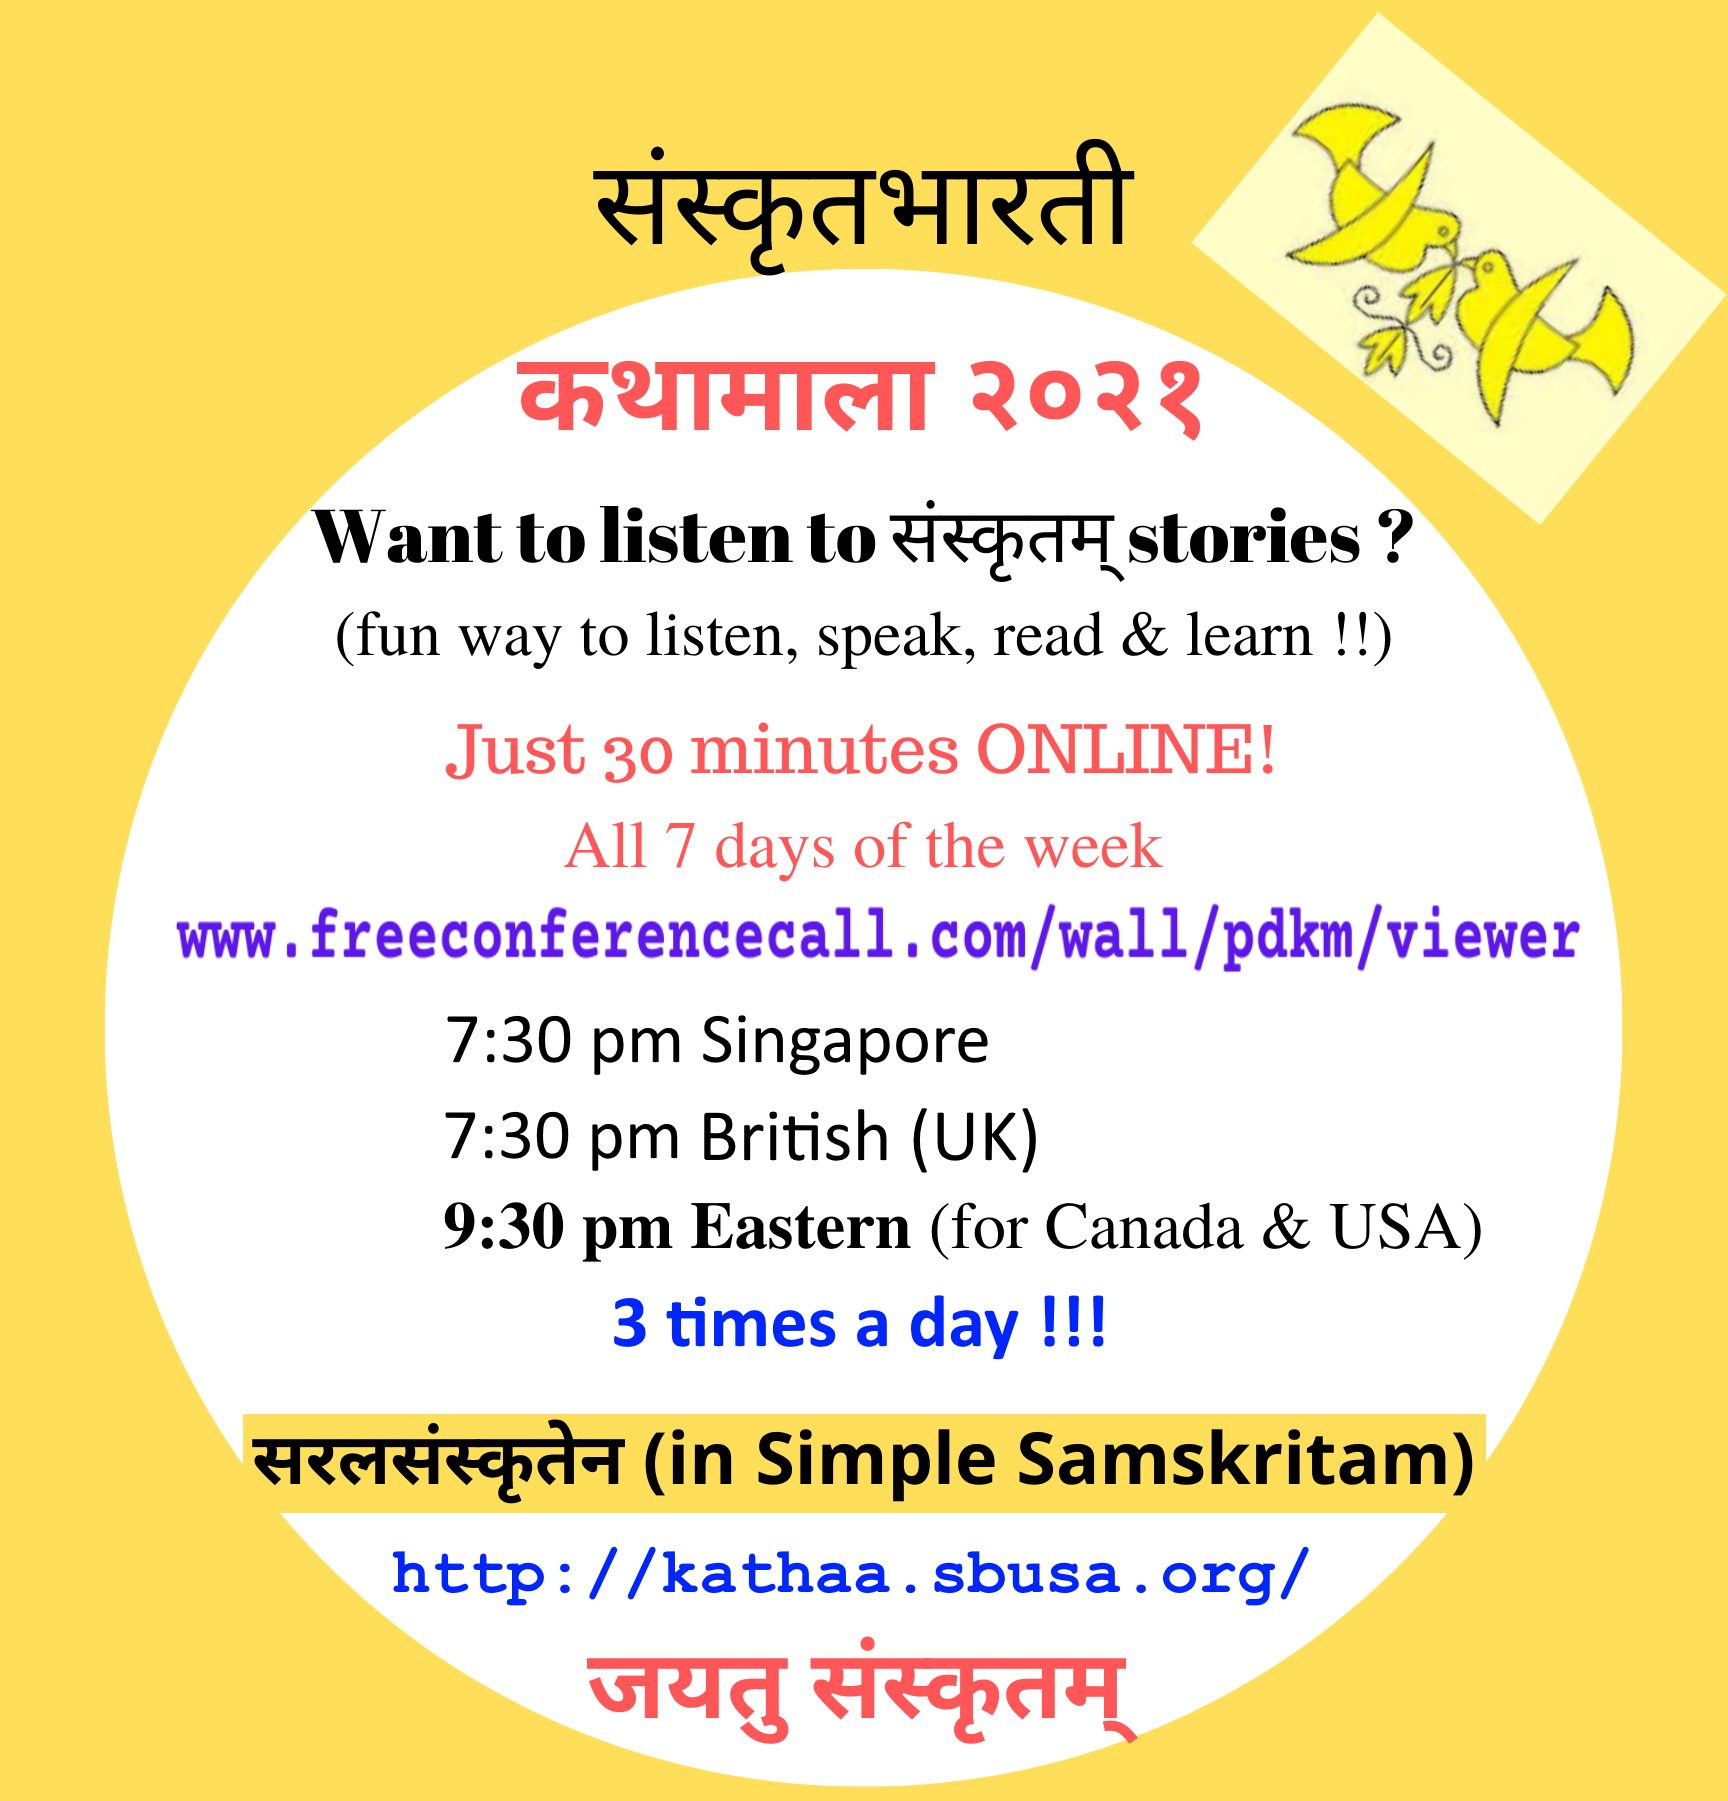 संस्कृतभारती
कथामाला २०२१
Want to listen to संस्कृतम् stories ?
(fun way to listen, speak, read & learn !!)
Just 30 minutes ONLINE!
All 7 days of the week
www.freeconferencecall.com/wall/pdkm/viewer
7:30 pm Singapore
7:30 pm British (UK)
9:30 pm Eastern (for Canada & USA)
3 times a day !!!
सरलसंस्कृतेन (in Simple Samskritam)
http://kathaa.sbusa.org/
जयतु संस्कृतम्